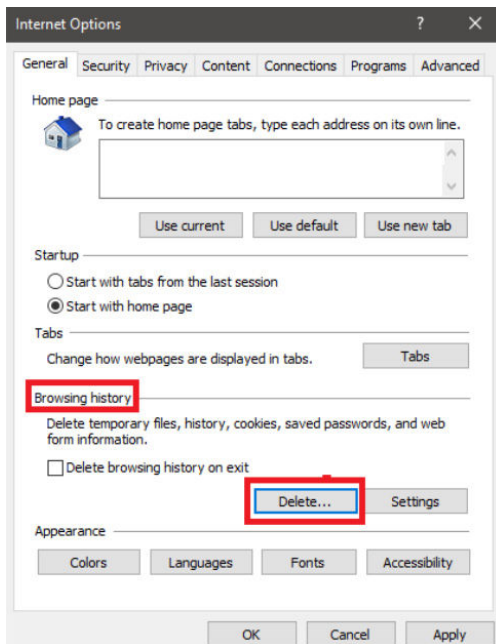 Internet Options ? ✕
General Security Privacy Content Connections Programs Advanced
Home page
To create home page tabs, type each address on its own line.
Use current Use default Use new tab
Startup
Start with tabs from the last session
Start with home page
Tabs
Change how webpages are displayed in tabs. Tabs
Browsing history
Delete temporary files, history, cookies, saved passwords, and web
form information.
Delete browsing history on exit
Delete... Settings
Appearance
Colors Languages Fonts Accessibility
OK Cancel Apply